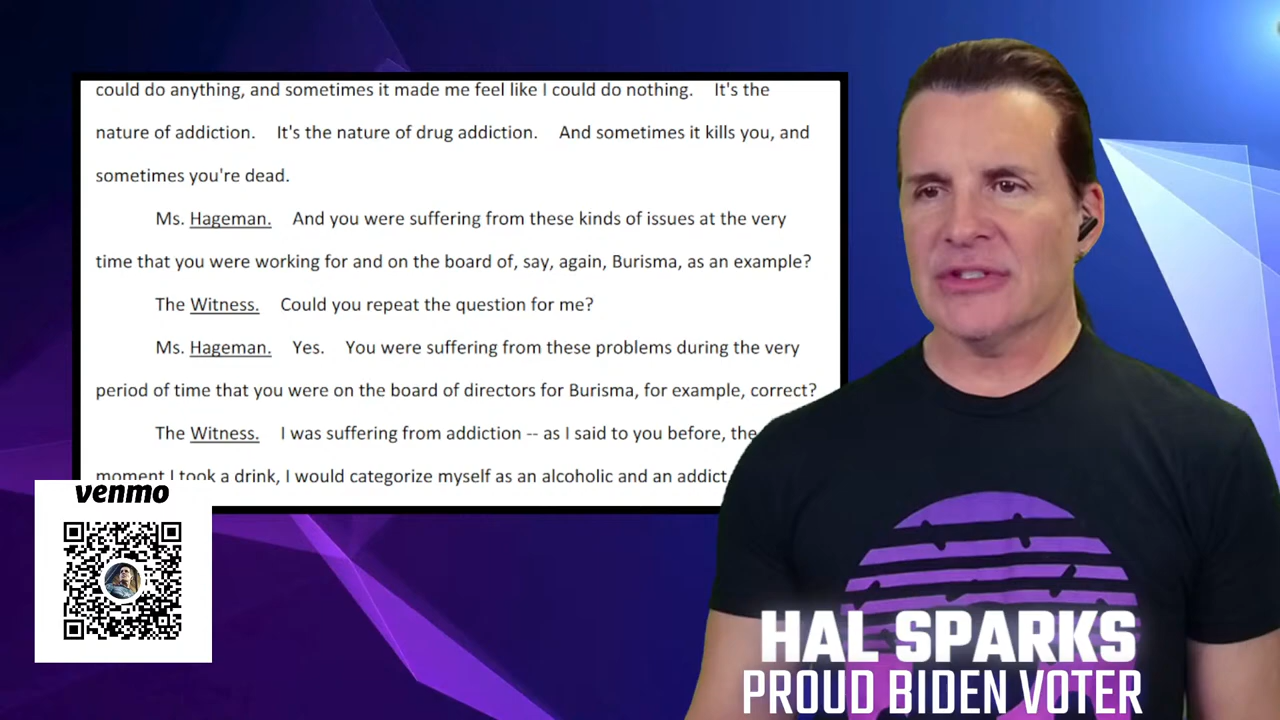 could do anything, and sometimes it made me feel like I could do nothing. It's the
nature of addiction. It's the nature of drug addiction. And sometimes it kills you, and
sometimes you're dead.
Ms. Hageman. And you were suffering from these kinds of issues at the very
time that you were working for and on the board of, say, again, Burisma, as an example?
The Witness. Could you repeat the question for me?
Ms. Hageman. Yes. You were suffering from these problems during the very
period of time that you were on the board of directors for Burisma, for example, correct?
The Witness. I was suffering from addiction -- as I said to you before, the
moment I took a drink, I would categorize myself as an alcoholic and an addict
venmo
HAL SPARKS
PROUD BIDEN VOTER